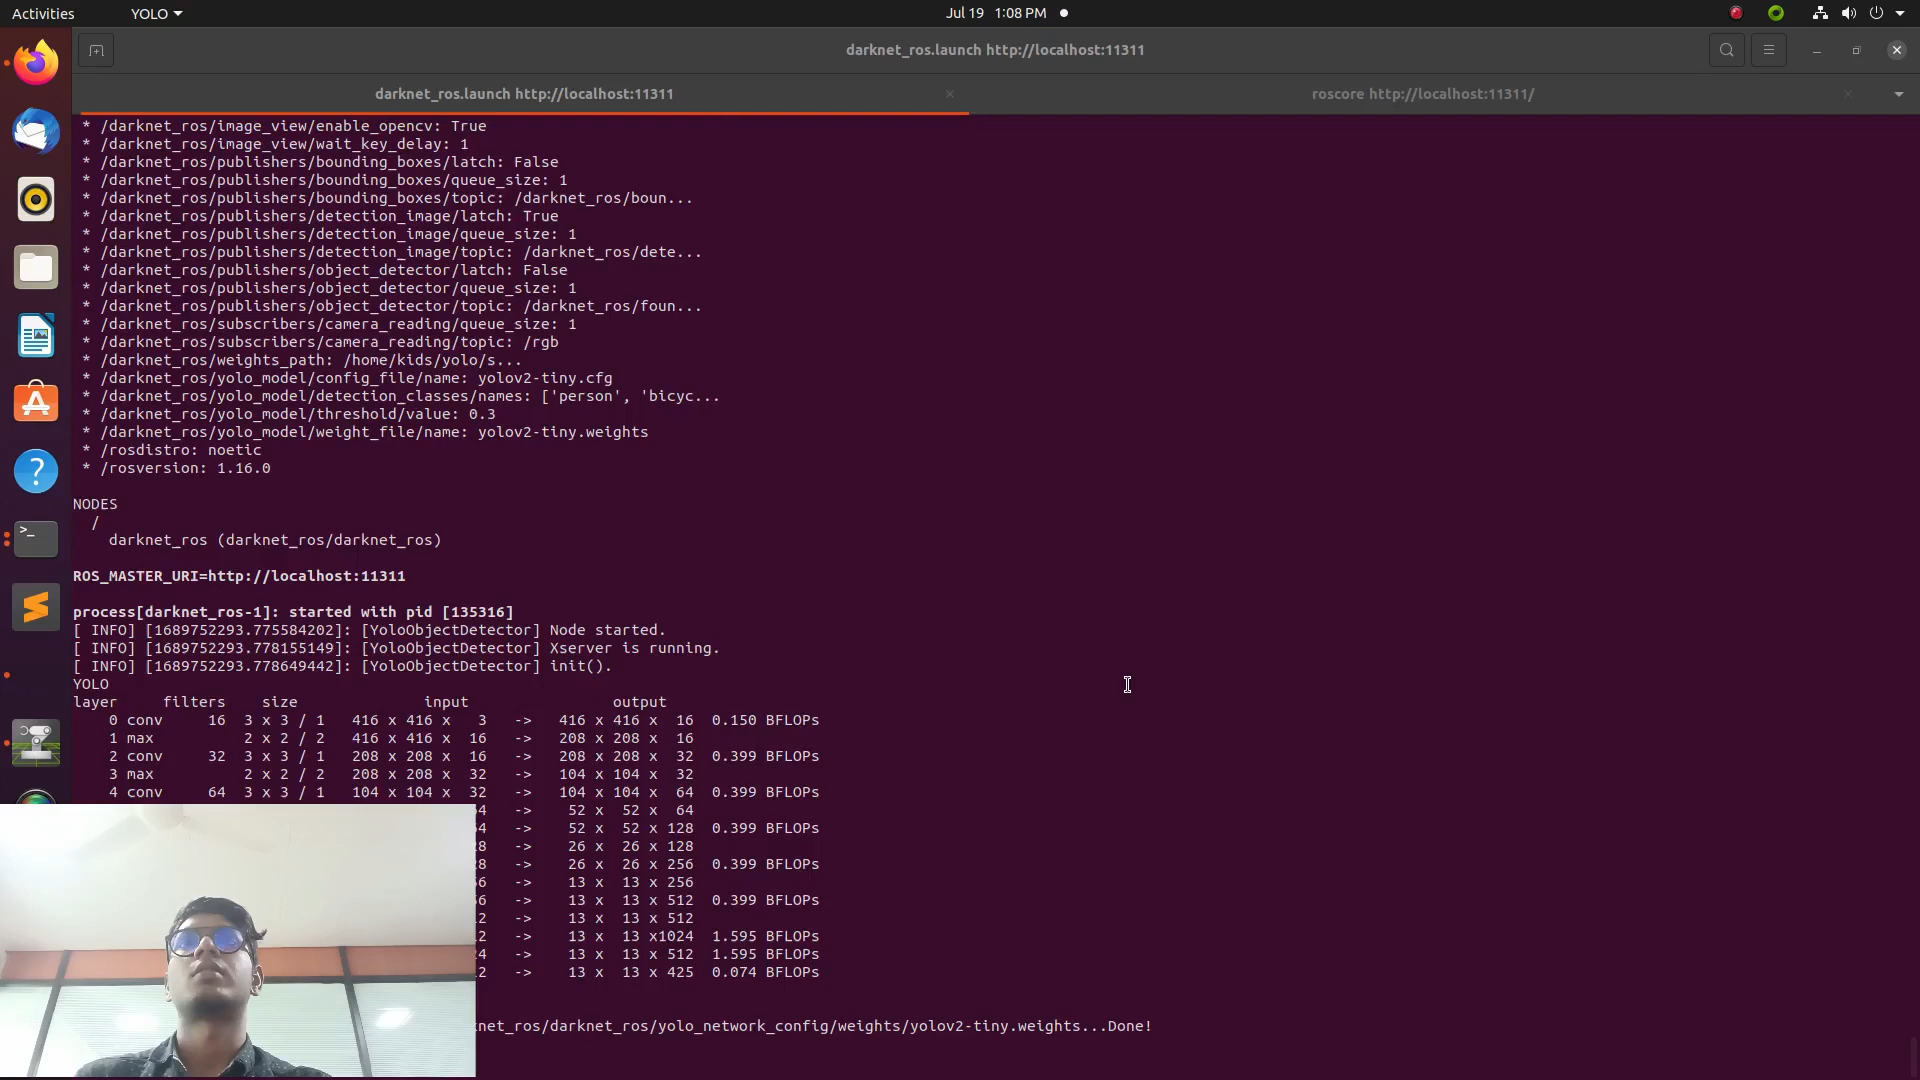 Activities
YOLO
Jul 19 1:08 PM
darknet_ros.launch http://localhost:11311
darknet_ros.launch http://localhost:11311
roscore http://localhost:11311/
* /darknet_ros/image_view/enable_opencv: True
* /darknet_ros/image_view/wait_key_delay: 1
* /darknet_ros/publishers/bounding_boxes/latch: False
* /darknet_ros/publishers/bounding_boxes/queue_size: 1
* /darknet_ros/publishers/bounding_boxes/topic: /darknet_ros/boun...
* /darknet_ros/publishers/detection_image/latch: True
* /darknet_ros/publishers/detection_image/queue_size: 1
* /darknet_ros/publishers/detection_image/topic: /darknet_ros/dete...
* /darknet_ros/publishers/object_detector/latch: False
* /darknet_ros/publishers/object_detector/queue_size: 1
* /darknet_ros/publishers/object_detector/topic: /darknet_ros/foun...
* /darknet_ros/subscribers/camera_reading/queue_size: 1
* /darknet_ros/subscribers/camera_reading/topic: /rgb
* /darknet_ros/weights_path: /home/kids/yolo/s...
* /darknet_ros/yolo_model/config_file/name: yolov2-tiny.cfg
* /darknet_ros/yolo_model/detection_classes/names: ['person', 'bicyc...
* /darknet_ros/yolo_model/threshold/value: 0.3
* /darknet_ros/yolo_model/weight_file/name: yolov2-tiny.weights
* /rosdistro: noetic
* /rosversion: 1.16.0
NODES
/
darknet_ros (darknet_ros/darknet_ros)
ROS_MASTER_URI=http://localhost:11311
process[darknet_ros-1]: started with pid [135316]
[ INFO] [1689752293.775584202]: [YoloObjectDetector] Node started.
[ INFO] [1689752293.778155149]: [YoloObjectDetector] Xserver is running.
[ INFO] [1689752293.778649442]: [YoloObjectDetector] init().
YOLO
layer filters size input output
0 conv 16 3 x 3 / 1 416 x 416 x 3 -> 416 x 416 x 16 0.150 BFLOPs
1 max 2 x 2 / 2 416 x 416 x 16 -> 208 x 208 x 16
2 conv 32 3 x 3 / 1 208 x 208 x 16 -> 208 x 208 x 32 0.399 BFLOPs
3 max 2 x 2 / 2 208 x 208 x 32 -> 104 x 104 x 32
4 conv 64 3 x 3 / 1 104 x 104 x 32 -> 104 x 104 x 64 0.399 BFLOPs
64 -> 52 x 52 x 64
4 -> 52 x 52 x 128 0.399 BFLOPs
8 -> 26 x 26 x 128
8 -> 26 x 26 x 256 0.399 BFLOPs
6 -> 13 x 13 x 256
6 -> 13 x 13 x 512 0.399 BFLOPs
2 -> 13 x 13 x 512
2 -> 13 x 13 x1024 1.595 BFLOPs
4 -> 13 x 13 x 512 1.595 BFLOPs
2 -> 13 x 13 x 425 0.074 BFLOPs
net_ros/darknet_ros/yolo_network_config/weights/yolov2-tiny.weights...Done!